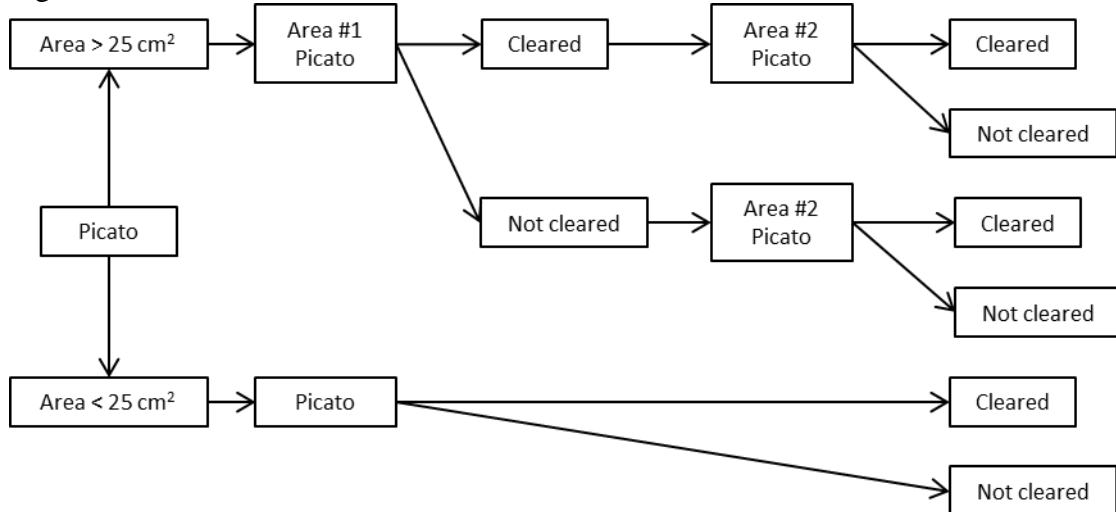 Area > 25 cm²
Area #1
Picato
Cleared
Area #2
Picato
Cleared
Not cleared
Picato
Not cleared
Area #2
Picato
Cleared
Not cleared
Area < 25 cm²
Picato
Cleared
Not cleared